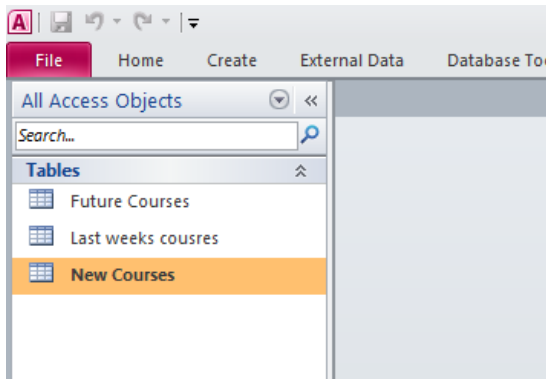 A
File Home Create External Data Database Too
All Access Objects
Search...
Tables
Future Courses
Last weeks cousres
New Courses